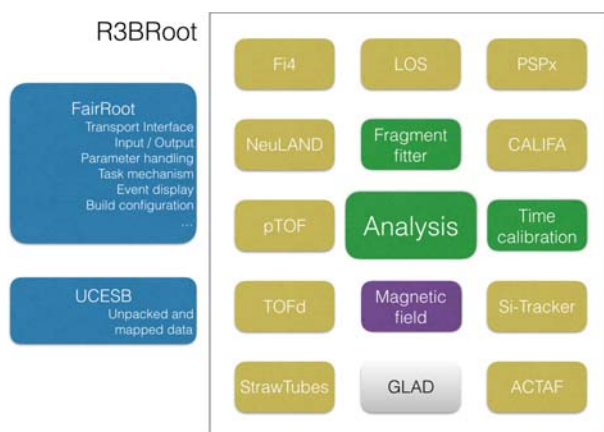 R3BRoot
FairRoot
Transport Interface
Input / Output
Parameter handling
Task mechanism
Event display
Build configuration
...
UCESB
Unpacked and
mapped data
Fi4
LOS
PSPx
NeuLAND
Fragment
fitter
CALIFA
pTOF
Analysis
Time
calibration
TOFd
Magnetic
field
Si-Tracker
StrawTubes
GLAD
ACTAF